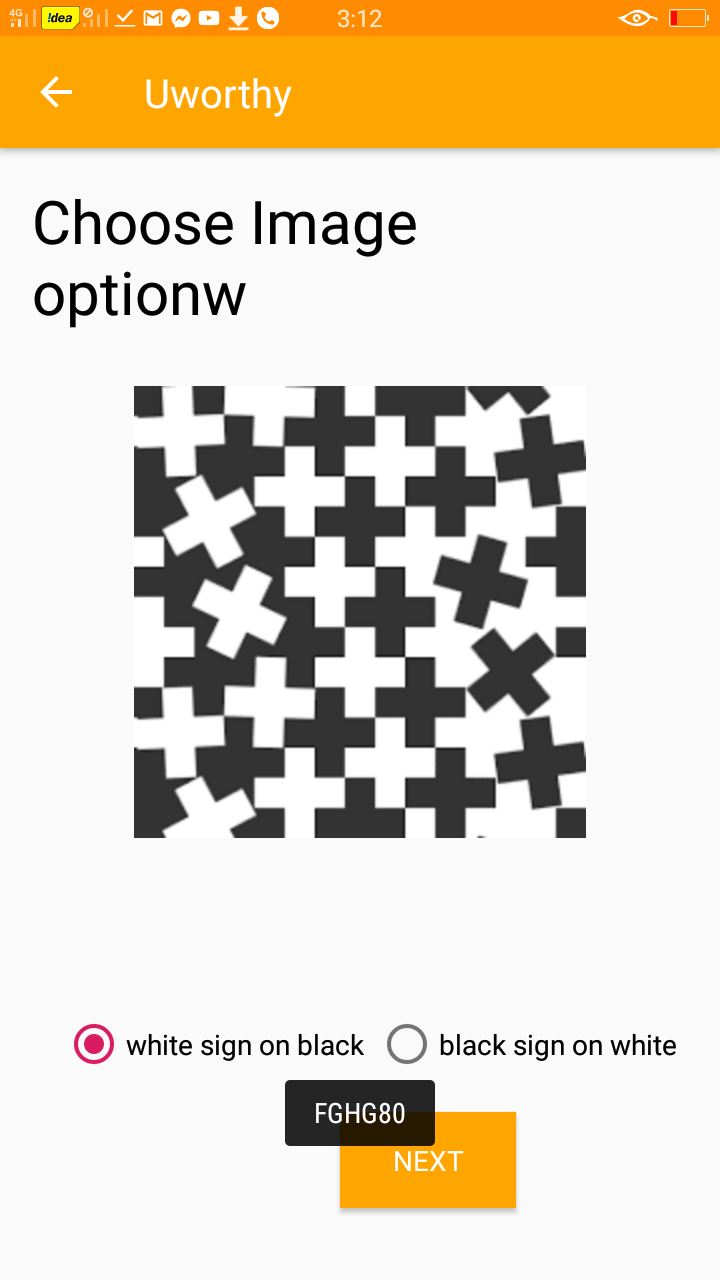 4G !dea 3:12
Uworthy
Choose Image
optionw
white sign on black black sign on white
FGHG80
NEXT